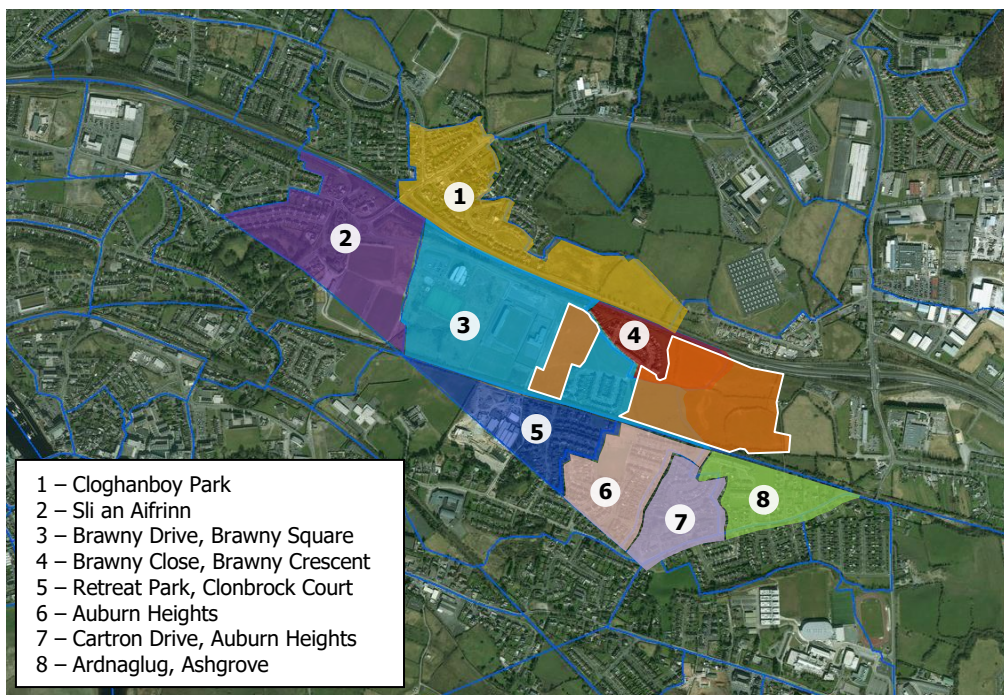 1
2
3
4
5
6
7
8
1 – Cloghanboy Park
2 – Sli an Aifrinn
3 – Brawny Drive, Brawny Square
4 – Brawny Close, Brawny Crescent
5 – Retreat Park, Clonbrock Court
6 – Auburn Heights
7 – Cartron Drive, Auburn Heights
8 – Ardnaglug, Ashgrove